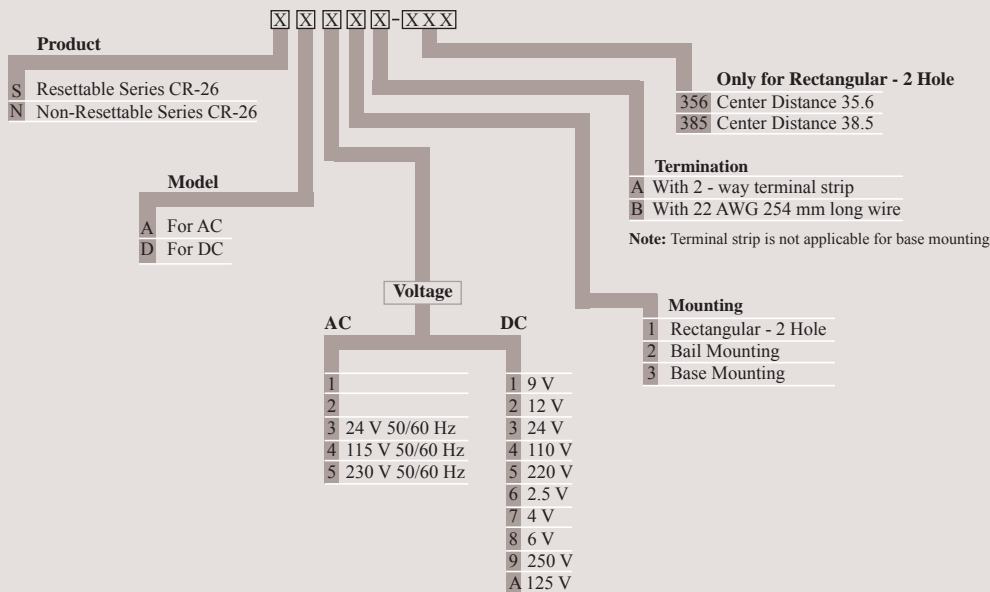 X X X X X - X X X
Product
S Resettable Series CR-26
N Non-Resettable Series CR-26
Only for Rectangular - 2 Hole
356 Center Distance 35.6
385 Center Distance 38.5
Termination
A With 2 - way terminal strip
B With 22 AWG 254 mm long wire
Note: Terminal strip is not applicable for base mounting
Model
A For AC
D For DC
Voltage
Mounting
1 Rectangular - 2 Hole
2 Bail Mounting
3 Base Mounting
AC
1
2
3 24 V 50/60 Hz
4 115 V 50/60 Hz
5 230 V 50/60 Hz
DC
1 9 V
2 12 V
3 24 V
4 110 V
5 220 V
6 2.5 V
7 4 V
8 6 V
9 250 V
A 125 V